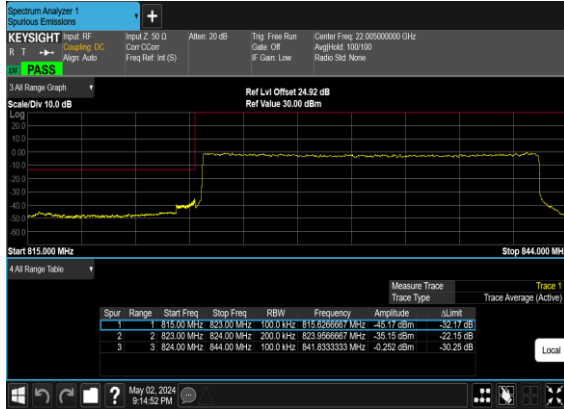 Spectrum Analyzer 1
Spurious Emissions
+
KEYSIGHT Input: RF Input Z: 50 Ω Atten: 20 dB Trig: Free Run Center Freq: 22.005000000 GHz
R T Coupling: DC Corr CCorr Gate: Off Avg|Hold: 100/100
Align: Auto Freq Ref: Int (S) IF Gain: Low Radio Std: None
PASS
3 All Range Graph
Ref Lvl Offset 24.92 dB
Scale/Div 10.0 dB Ref Value 30.00 dBm
Log
20.0
10.0
0.00
-10.0
-20.0
-30.0
-40.0
-50.0
-60.0
Start 815.000 MHz Stop 844.000 MH
4 All Range Table
Measure Trace Trace 1
Trace Type Trace Average (Active)
Spur Range Start Freq Stop Freq RBW Frequency Amplitude ΔLimit
1 1 815.00 MHz 823.00 MHz 100.0 kHz 815.6266667 MHz -45.17 dBm -32.17 dB
2 2 823.00 MHz 824.00 MHz 200.0 kHz 823.9566667 MHz -35.15 dBm -22.15 dB
3 3 824.00 MHz 844.00 MHz 100.0 kHz 841.8333333 MHz -0.252 dBm -30.25 dB
Local
? May 02, 2024
9:14:52 PM